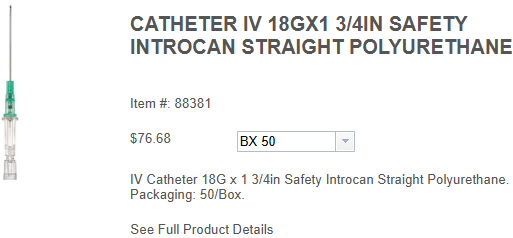 CATHETER IV 18GX1 3/4IN SAFETY
INTROCAN STRAIGHT POLYURETHANE
Item #: 88381
$76.68 BX 50
IV Catheter 18G x 1 3/4in Safety Introcan Straight Polyurethane.
Packaging: 50/Box.
See Full Product Details